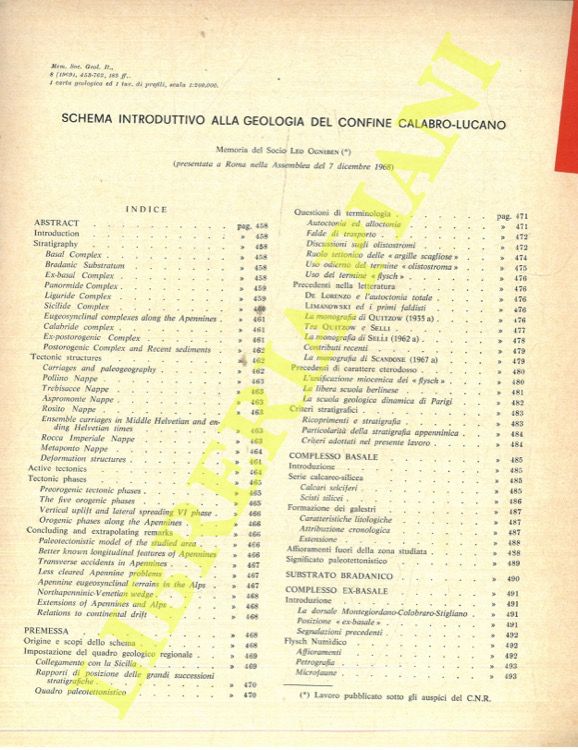 Mem. Soc. Geol. It.,
8 (1969), 453-763, 183 ff.,
1 carta geologica ed 1 tav. di profili, scala 1:200.000.
SCHEMA INTRODUTTIVO ALLA GEOLOGIA DEL CONFINE CALABRO-LUCANO
Memoria del Socio LEO OGNIBEN (*)
(presentata a Roma nella Assemblea del 7 dicembre 1968)
INDICE
ABSTRACT . . . pag. 458
Introduction . . . » 458
Stratigraphy . . . » 458
Basal Complex . . . » 458
Bradanic Substratum . . . » 458
Ex-basal Complex . . . » 458
Panormide Complex . . . » 459
Liguride Complex . . . » 459
Sicilide Complex . . . » 460
Eugeosynclinal complexes along the Apennines . » 461
Calabride complex . . . » 461
Ex-postorogenic Complex . . . » 461
Postorogenic Complex and Recent sediments . » 462
Tectonic structures . . . » 462
Carriages and paleogeography . . . » 462
Pollino Nappe . . . » 463
Trebisacce Nappe . . . » 463
Aspromonte Nappe . . . » 463
Rosito Nappe . . . » 463
Ensemble carriages in Middle Helvetian and ending
Helvetian times . . . » 463
Rocca Imperiale Nappe . . . » 463
Metaponto Nappe . . . » 464
Deformation structures . . . » 464
Active tectonics . . . » 464
Tectonic phases . . . » 465
Preorogenic tectonic phases . . . » 465
The five orogenic phases . . . » 465
Vertical uplift and lateral spreading VI phase . » 466
Orogenic phases along the Apennines . . . » 466
Concluding and extrapolating remarks . . . » 466
Paleotectonic model of the studied area . . . » 466
Better known longitudinal features of Apennines » 466
Transverse accidents in Apennines . . . » 467
Less cleared Apennine problems . . . » 467
Apennine eugeosynclinal terrains in the Alps . » 467
Northapenninic-Venetian wedge . . . » 468
Extensions of Apennines and Alps . . . » 468
Relations to continental drift . . . » 468
PREMESSA . . . » 468
Origine e scopi dello schema . . . » 468
Impostazione del quadro geologico regionale . . » 469
Collegamento con la Sicilia . . . » 469
Rapporti di posizione delle grandi successioni
stratigrafiche . . . » 470
Quadro paleotettonistico . . . » 470
Questioni di terminologia . . . pag. 471
Autoctonia ed alloctonia . . . » 471
Falde di trasporto . . . » 472
Discussioni sugli olistostromi . . . » 472
Ruolo tettonico delle « argille scagliose » . . » 474
Uso odierno del termine « olistostroma » . . » 475
Uso del termine « flysch » . . . » 476
Precedenti nella letteratura . . . » 476
DE LORENZO e l'autoctonia totale . . . » 476
LIMANOWSKI ed i primi faldisti . . . » 476
La monografia di QUITZOW (1935 a) . . . » 476
Tra QUITZOW e SELLI . . . » 477
La monografia di SELLI (1962 a) . . . » 478
Contributi recenti . . . » 479
La monografia di SCANDONE (1967 a) . . . » 479
Precedenti di carattere eterodosso . . . » 480
L'unificazione miocenica dei « flysch » . . . » 480
La libera scuola berlinese . . . » 481
La scuola geologica dinamica di Parigi . . . » 482
Criteri stratigrafici . . . » 483
Ricoprimenti e stratigrafia . . . » 483
Particolarità della stratigrafia appenninica . . » 484
Criteri adottati nel presente lavoro . . . » 484
COMPLESSO BASALE . . . » 485
Introduzione . . . » 485
Serie calcareo-silicea . . . » 485
Calcari selciferi . . . » 485
Scisti silicei . . . » 486
Formazione dei galestri . . . » 487
Caratteristiche litologiche . . . » 487
Attribuzione cronologica . . . » 487
Estensione . . . » 488
Affioramenti fuori della zona studiata . . . » 488
Significato paleotettonistico . . . » 489
SUBSTRATO BRADANICO . . . » 490
COMPLESSO EX-BASALE . . . » 491
Introduzione . . . » 491
La dorsale Montegiordano-Colobraro-Stigliano . » 491
Posizione « ex-basale » . . . » 491
Segnalazioni precedenti . . . » 492
Flysch Numidico . . . » 492
Affioramenti . . . » 492
Petrografia . . . » 493
Microfaune . . . » 493
(*) Lavoro pubblicato sotto gli auspici del C.N.R.
LIBRERIA PIANI